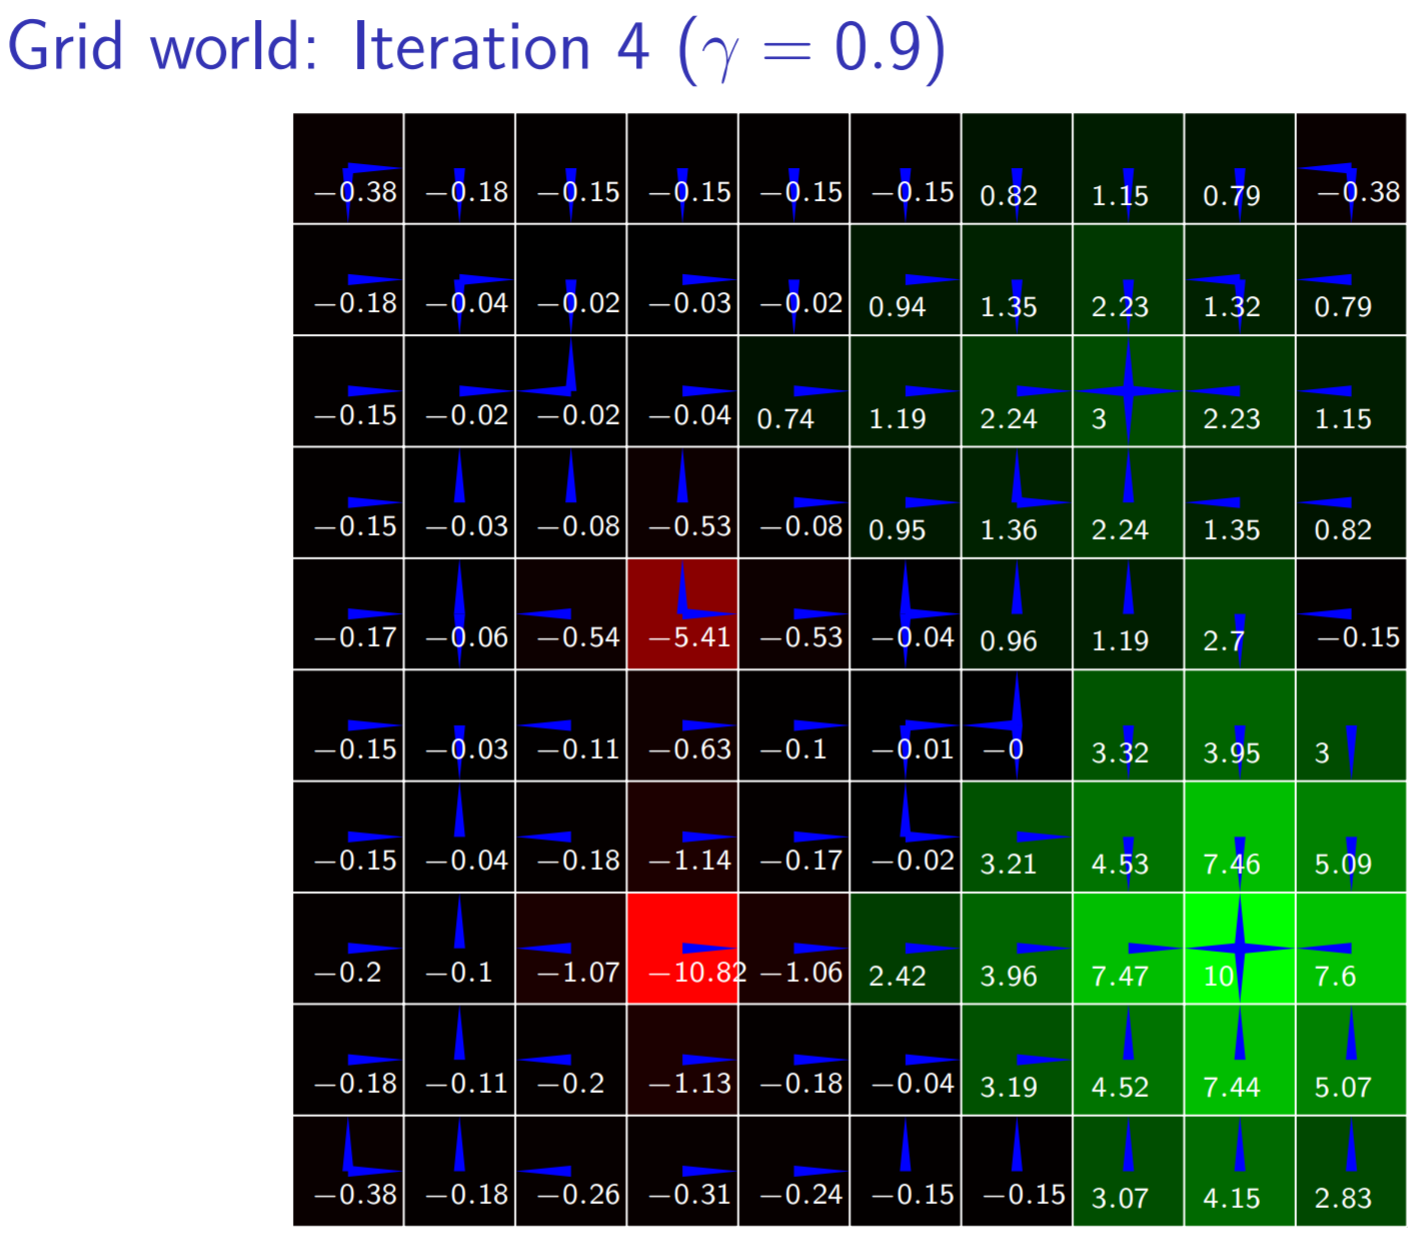 Grid world: Iteration 4 (γ = 0.9)
−0.38 −0.18 −0.15 −0.15 −0.15 −0.15 0.82 1.15 0.79 −0.38
−0.18 −0.04 −0.02 −0.03 −0.02 0.94 1.35 2.23 1.32 0.79
−0.15 −0.02 −0.02 −0.04 0.74 1.19 2.24 3 2.23 1.15
−0.15 −0.03 −0.08 −0.53 −0.08 0.95 1.36 2.24 1.35 0.82
−0.17 −0.06 −0.54 −5.41 −0.53 −0.04 0.96 1.19 2.7 −0.15
−0.15 −0.03 −0.11 −0.63 −0.1 −0.01 −0 3.32 3.95 3
−0.15 −0.04 −0.18 −1.14 −0.17 −0.02 3.21 4.53 7.46 5.09
−0.2 −0.1 −1.07 −10.82 −1.06 2.42 3.96 7.47 10 7.6
−0.18 −0.11 −0.2 −1.13 −0.18 −0.04 3.19 4.52 7.44 5.07
−0.38 −0.18 −0.26 −0.31 −0.24 −0.15 −0.15 3.07 4.15 2.83